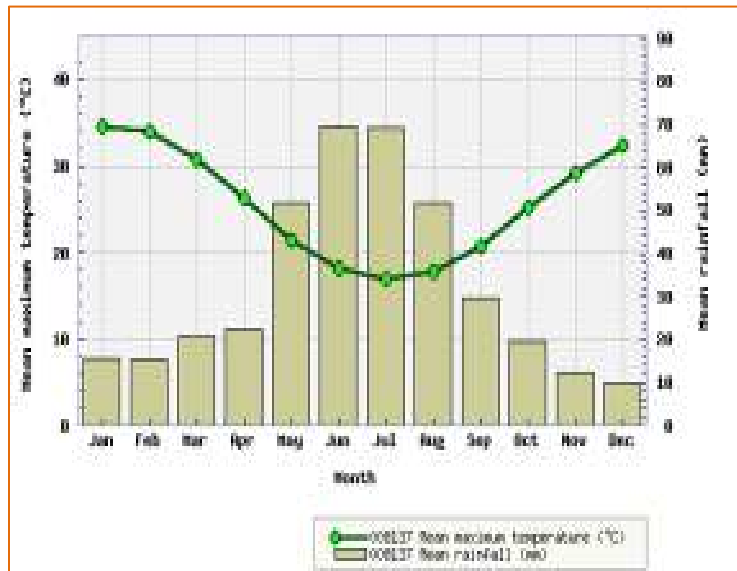 Mean maximum temperature (°C)
40
30
20
10
0
90
80
70
60
50
40
30
20
10
0
Mean rainfall (mm)
Jan Feb Mar Apr May Jun Jul Aug Sep Oct Nov Dec
Month
Mean maximum temperature (°C)
Mean rainfall (mm)